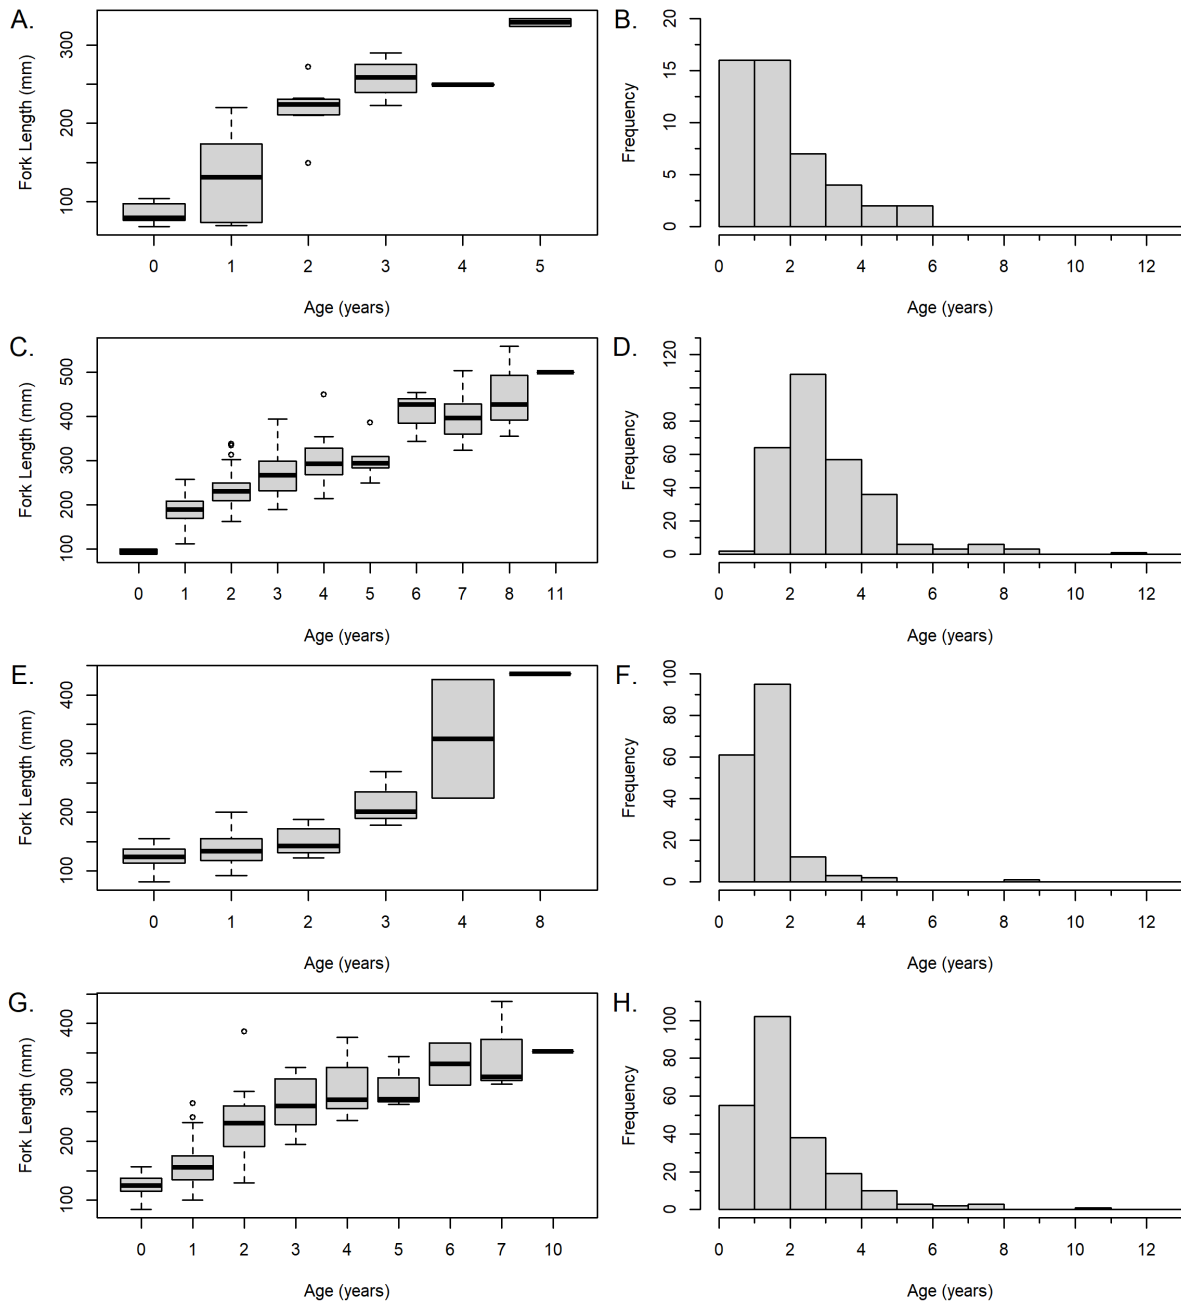 A.
Fork Length (mm)
300
200
100
0 1 2 3 4 5
Age (years)
B.
Frequency
20
15
10
5
0
0 2 4 6 8 10 12
Age (years)
C.
Fork Length (mm)
500
400
300
200
100
0 1 2 3 4 5 6 7 8 11
Age (years)
D.
Frequency
120
80
60
40
20
0
0 2 4 6 8 10 12
Age (years)
E.
Fork Length (mm)
400
300
200
100
0 1 2 3 4 8
Age (years)
F.
Frequency
100
80
60
40
20
0
0 2 4 6 8 10 12
Age (years)
G.
Fork Length (mm)
400
300
200
100
0 1 2 3 4 5 6 7 10
Age (years)
H.
Frequency
100
80
60
40
20
0
0 2 4 6 8 10 12
Age (years)